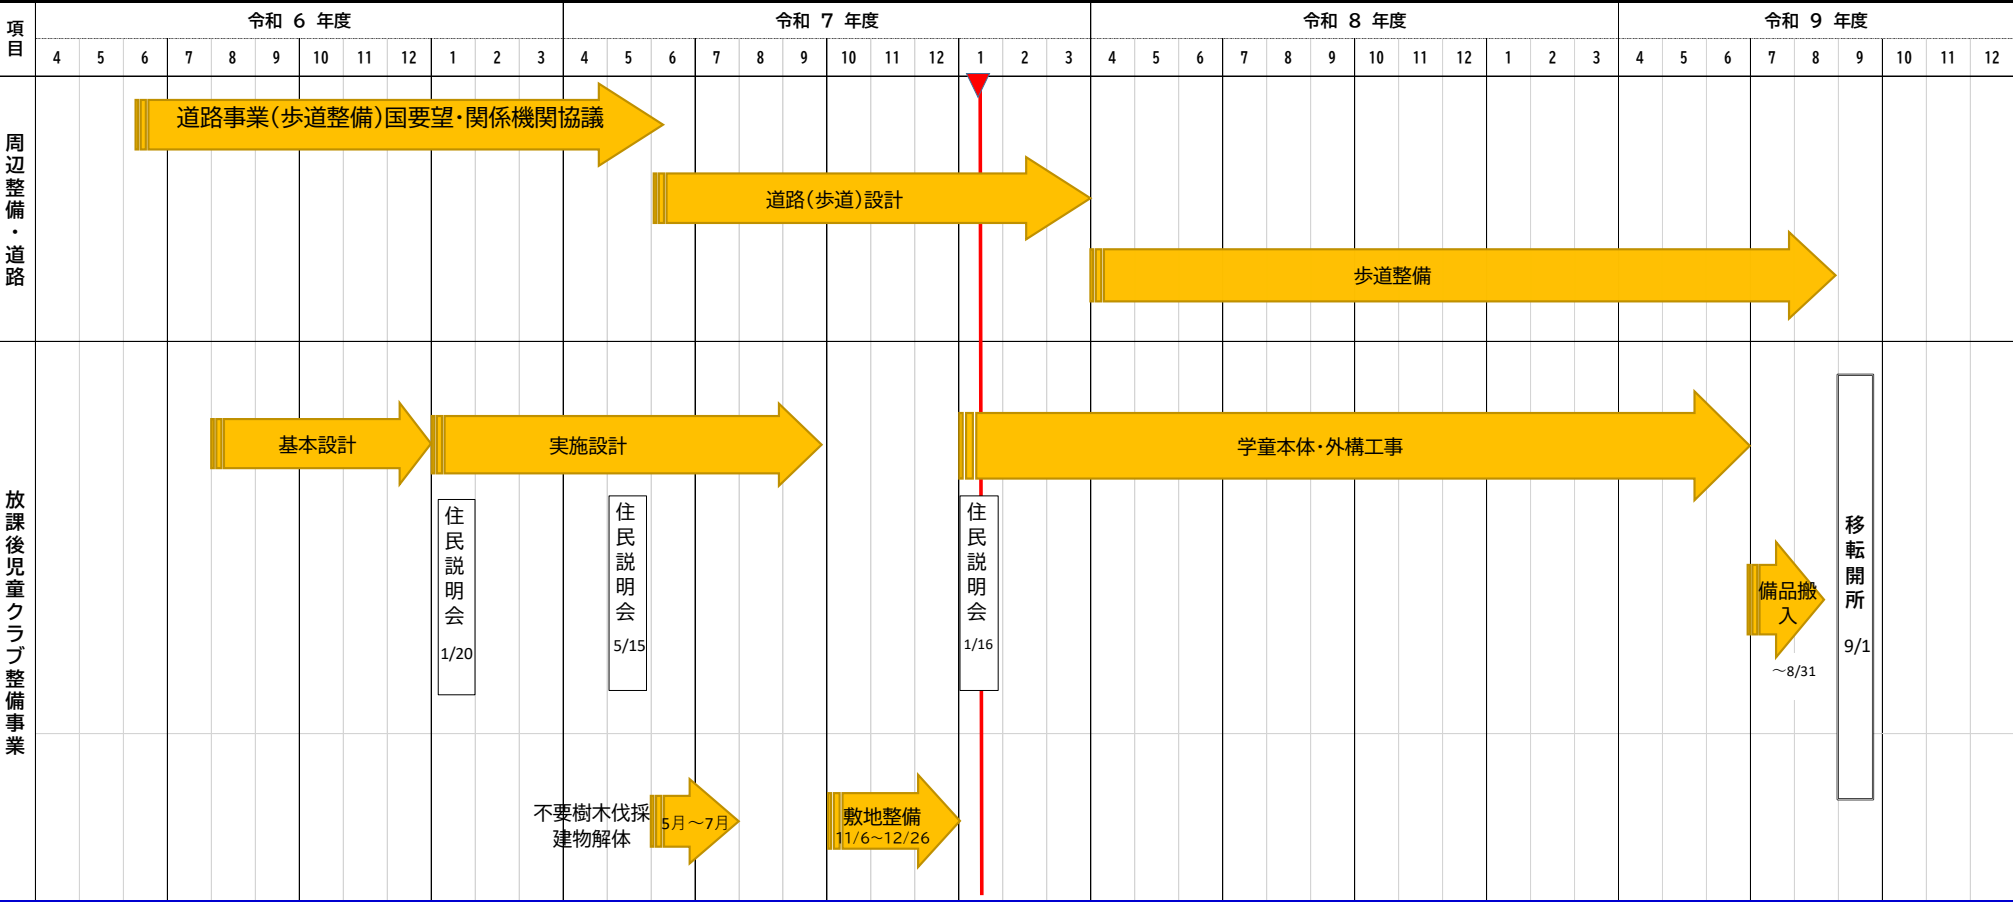 項目
令和 6 年度
令和 7 年度
令和 8 年度
令和 9 年度
4 5 6 7 8 9 10 11 12 1 2 3 4 5 6 7 8 9 10 11 12 1 2 3 4 5 6 7 8 9 10 11 12 1 2 3 4 5 6 7 8 9 10 11 12
周辺整備・道路
道路事業(歩道整備)国要望・関係機関協議
道路(歩道)設計
歩道整備
放課後児童クラブ整備事業
基本設計
実施設計
学童本体・外構工事
住民説明会
1/20
住民説明会
5/15
住民説明会
1/16
備品搬
入
～8/31
移転開所
9/1
不要樹木伐採
建物解体
5月～7月
敷地整備
11/6~12/26